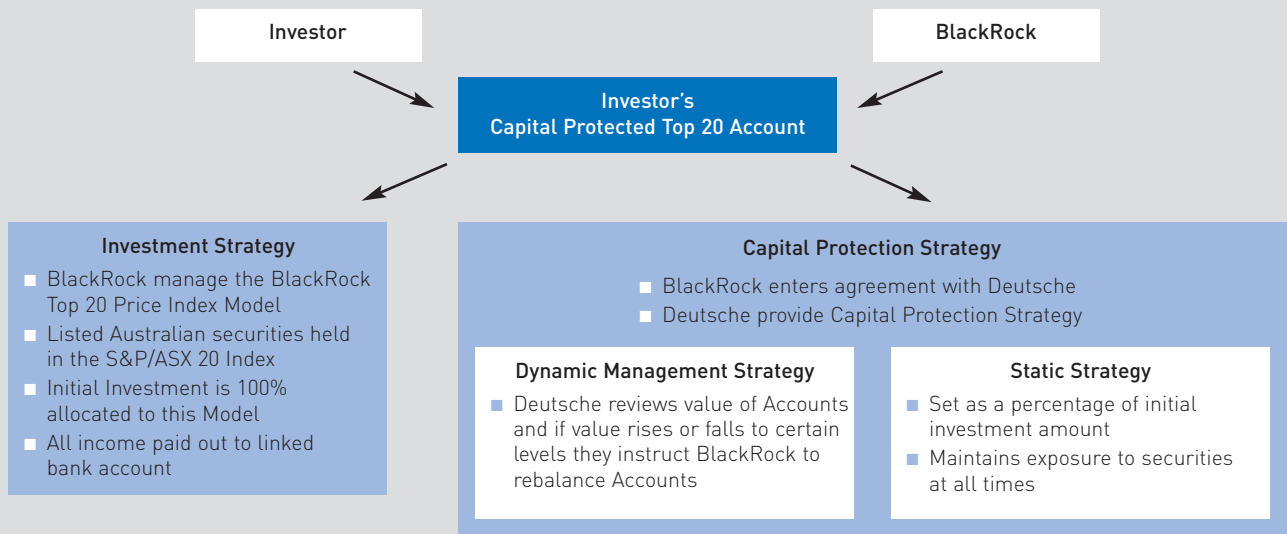 Investor
BlackRock
Investor's
Capital Protected Top 20 Account
Investment Strategy
BlackRock manage the BlackRock
Top 20 Price Index Model
Listed Australian securities held
in the S&P/ASX 20 Index
Initial Investment is 100%
allocated to this Model
All income paid out to linked
bank account
Capital Protection Strategy
BlackRock enters agreement with Deutsche
Deutsche provide Capital Protection Strategy
Dynamic Management Strategy
Deutsche reviews value of Accounts
and if value rises or falls to certain
levels they instruct BlackRock to
rebalance Accounts
Static Strategy
Set as a percentage of initial
investment amount
Maintains exposure to securities
at all times